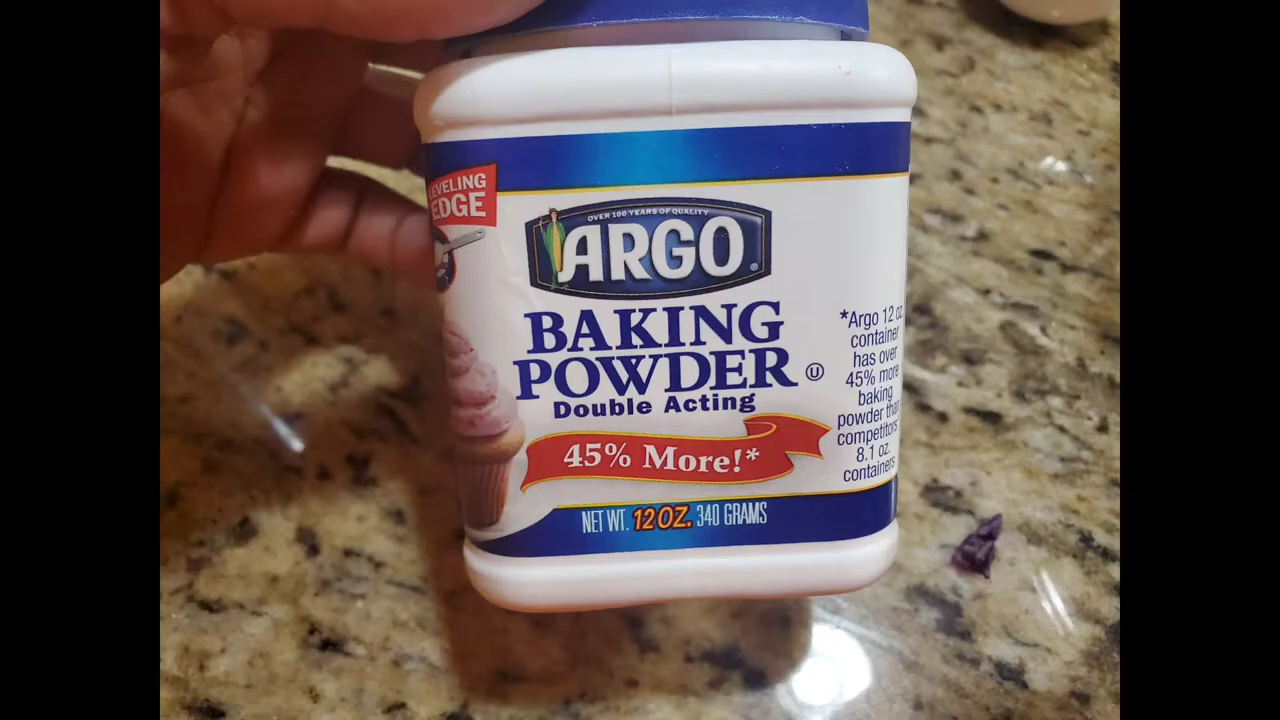 EVELING
EDGE
OVER 100 YEARS OF QUALITY
ARGO®
BAKING
POWDER
Double Acting
U
45% More!*
NET WT. 12 OZ. 340 GRAMS
*Argo 12 oz.
container
has over
45% more
baking
powder than
competitors
8.1 oz.
containers